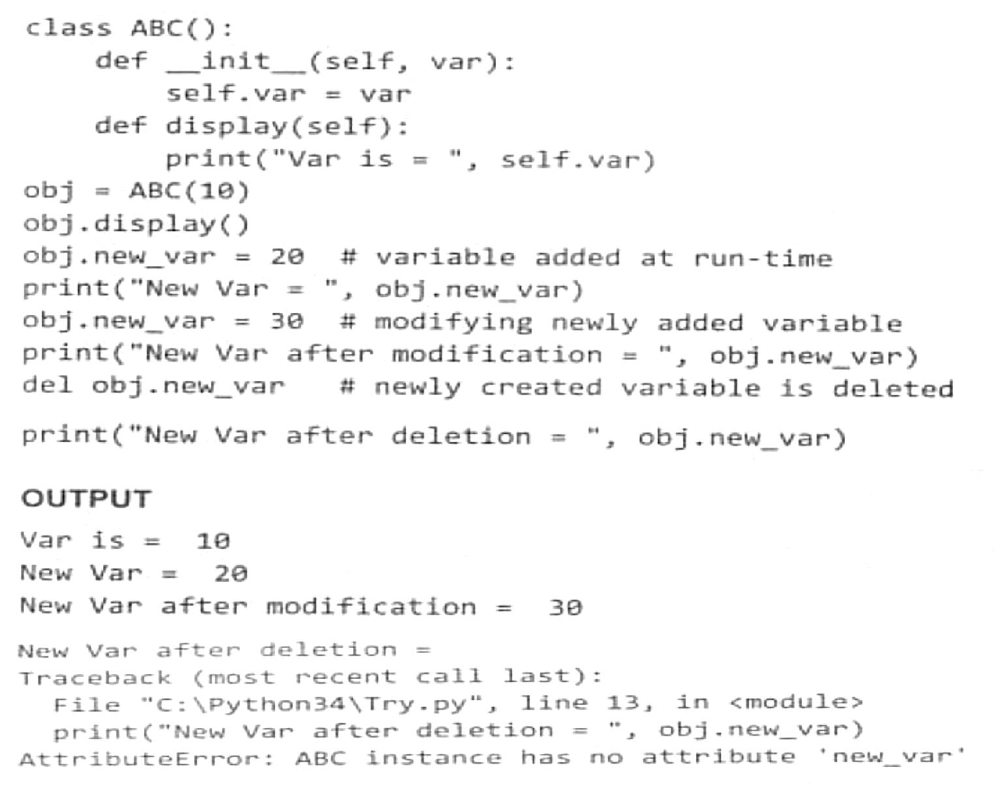 class ABC():
    def __init__(self, var):
        self.var = var
    def display(self):
        print("Var is = ", self.var)
obj = ABC(10)
obj.display()
obj.new_var = 20  # variable added at run-time
print("New Var = ", obj.new_var)
obj.new_var = 30  # modifying newly added variable
print("New Var after modification = ", obj.new_var)
del obj.new_var   # newly created variable is deleted
print("New Var after deletion = ", obj.new_var)
OUTPUT
Var is =  10
New Var =  20
New Var after modification =  30
New Var after deletion =
Traceback (most recent call last):
  File "C:\Python34\Try.py", line 13, in <module>
  print("New Var after deletion = ", obj.new_var)
AttributeError: ABC instance has no attribute 'new_var'